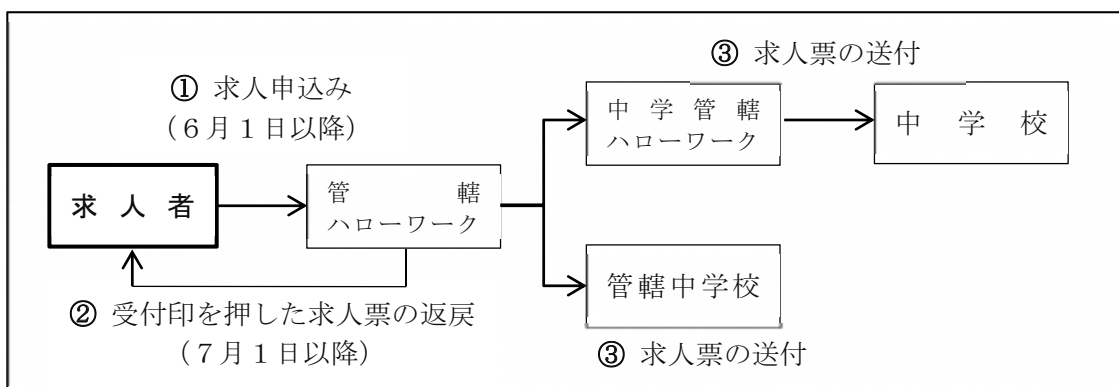 ③ 求人票の送付
① 求人申込み
(6月1日以降)
中学管轄
ハローワーク
中学校
求人者
管轄
ハローワーク
管轄中学校
② 受付印を押した求人票の返戻
(7月1日以降)
③ 求人票の送付